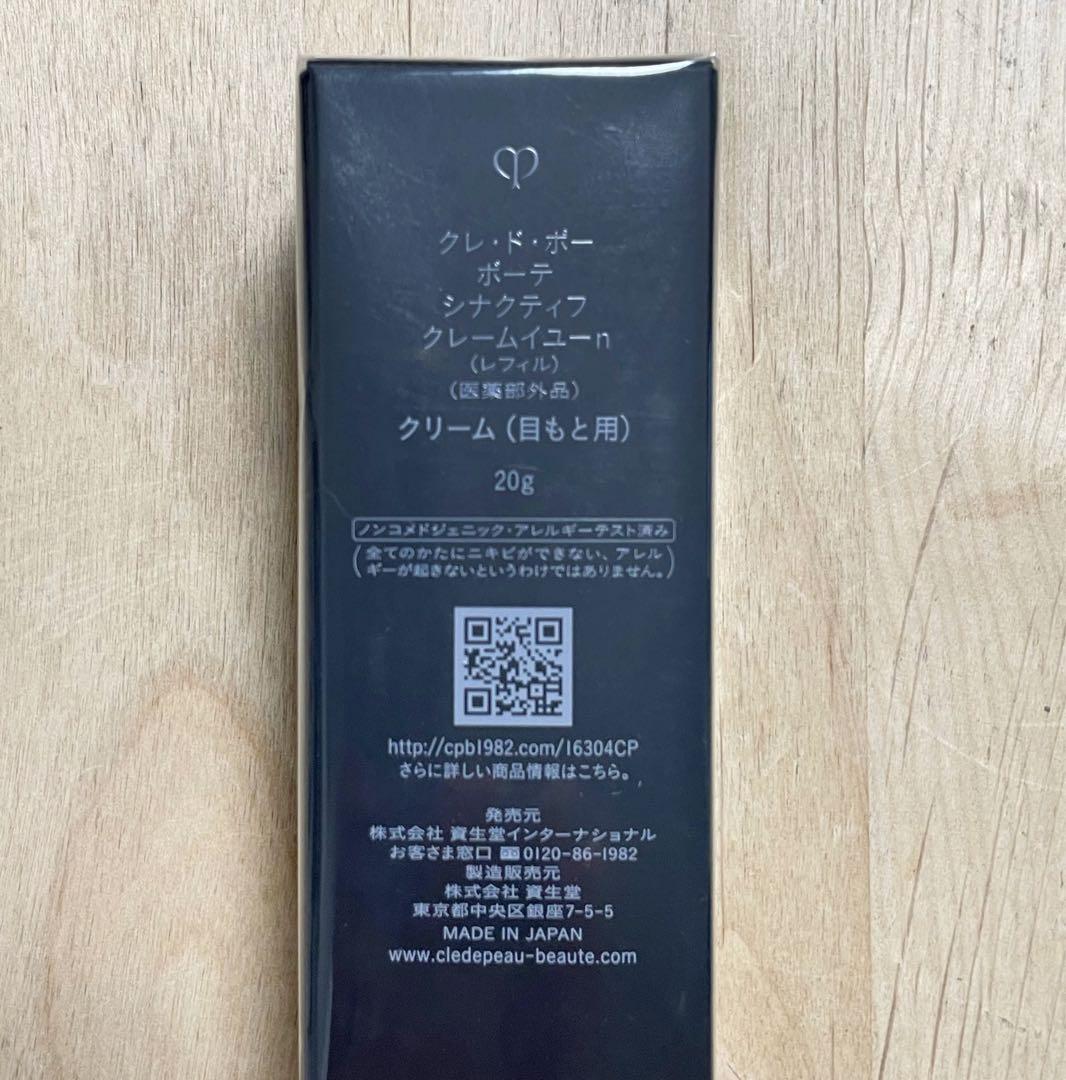 クレ・ド・ポー
ボーテ
シナクティフ
クレームイユーn
（レフィル）
（医薬部外品）
クリーム（目もと用）
20g
ノンコメドジェニック・アレルギーテスト済み
（全てのかたにニキビができない、アレル
ギーが起きないというわけではありません。）
http://cpb1982.com/16304CP
さらに詳しい商品情報はこちら。
発売元
株式会社 資生堂インターナショナル
お客さま窓口 0120-86-1982
製造販売元
株式会社 資生堂
東京都中央区銀座7-5-5
MADE IN JAPAN
www.cledepeau-beaute.com